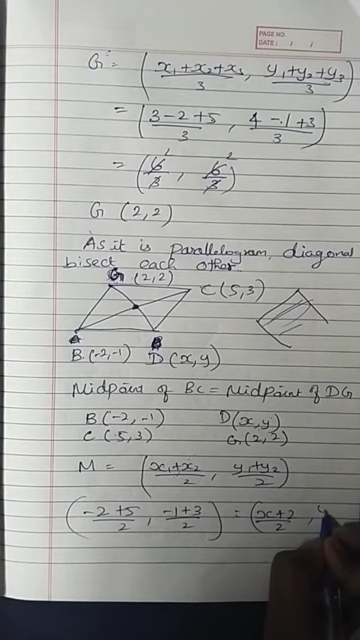 PAGE NO.
DATE: / /
G = (x₁+x₂+x₃/3, y₁+y₂+y₃/3)
= (3-2+5/3, 4-1+3/3)
= (6/3, 6/3)
G (2,2)
As it is parallelogram, diagonal
bisect each other
G (2,2)
C (5,3)
B(-2,-1) D(x,y)
Midpoint of BC = Midpoint of DG
B(-2,-1) D(x,y)
C (5,3) G(2,2)
M = (x₁+x₂/2, y₁+y₂/2)
(-2+5/2, -1+3/2) = (x+2/2, y